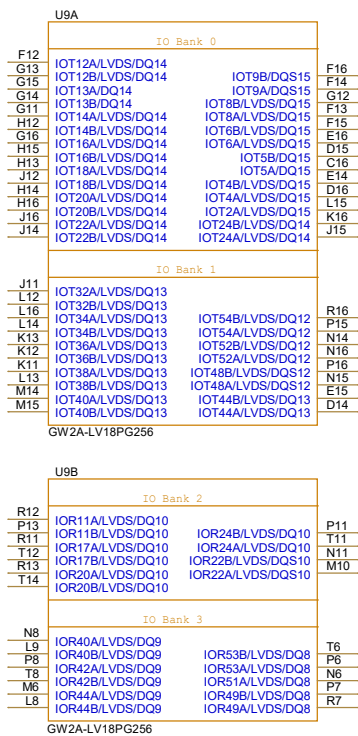 U9A
IO Bank 0
F12 IOT12A/LVDS/DQ14
G13 IOT12B/LVDS/DQ14 IOT9B/DQS15 F16
G15 IOT13A/DQ14 IOT9A/DQS15 F14
G14 IOT13B/DQ14 IOT8B/LVDS/DQ15 G12
G11 IOT14A/LVDS/DQ14 IOT8A/LVDS/DQ15 F13
H12 IOT14B/LVDS/DQ14 IOT6B/LVDS/DQ15 F15
G16 IOT16A/LVDS/DQ14 IOT6A/LVDS/DQ15 E16
H15 IOT16B/LVDS/DQ14 IOT5B/DQ15 D15
H13 IOT18A/LVDS/DQ14 IOT5A/DQ15 C16
J12 IOT18B/LVDS/DQ14 IOT4B/LVDS/DQ15 E14
H14 IOT20A/LVDS/DQ14 IOT4A/LVDS/DQ15 D16
H16 IOT20B/LVDS/DQ14 IOT2A/LVDS/DQ15 L15
J16 IOT22A/LVDS/DQ14 IOT24B/LVDS/DQ14 K16
J14 IOT22B/LVDS/DQ14 IOT24A/LVDS/DQ14 J15
IO Bank 1
J11 IOT32A/LVDS/DQ13
L12 IOT32B/LVDS/DQ13
L16 IOT34A/LVDS/DQ13 IOT54B/LVDS/DQ12 R16
L14 IOT34B/LVDS/DQ13 IOT54A/LVDS/DQ12 P15
K13 IOT36A/LVDS/DQ13 IOT52B/LVDS/DQ12 N14
K12 IOT36B/LVDS/DQ13 IOT52A/LVDS/DQ12 N16
K11 IOT38A/LVDS/DQ13 IOT48B/LVDS/DQS12 P16
L13 IOT38B/LVDS/DQ13 IOT48A/LVDS/DQS12 N15
M14 IOT40A/LVDS/DQ13 IOT44B/LVDS/DQ13 E15
M15 IOT40B/LVDS/DQ13 IOT44A/LVDS/DQ13 D14
GW2A-LV18PG256
U9B
IO Bank 2
R12 IOR11A/LVDS/DQ10
P13 IOR11B/LVDS/DQ10 IOR24B/LVDS/DQ10 P11
R11 IOR17A/LVDS/DQ10 IOR24A/LVDS/DQ10 T11
T12 IOR17B/LVDS/DQ10 IOR22B/LVDS/DQS10 N11
R13 IOR20A/LVDS/DQ10 IOR22A/LVDS/DQS10 M10
T14 IOR20B/LVDS/DQ10
IO Bank 3
N8 IOR40A/LVDS/DQ9
L9 IOR40B/LVDS/DQ9 IOR53B/LVDS/DQ8 T6
P8 IOR42A/LVDS/DQ9 IOR53A/LVDS/DQ8 P6
T8 IOR42B/LVDS/DQ9 IOR51A/LVDS/DQ8 N6
M6 IOR44A/LVDS/DQ9 IOR49B/LVDS/DQ8 P7
L8 IOR44B/LVDS/DQ9 IOR49A/LVDS/DQ8 R7
GW2A-LV18PG256